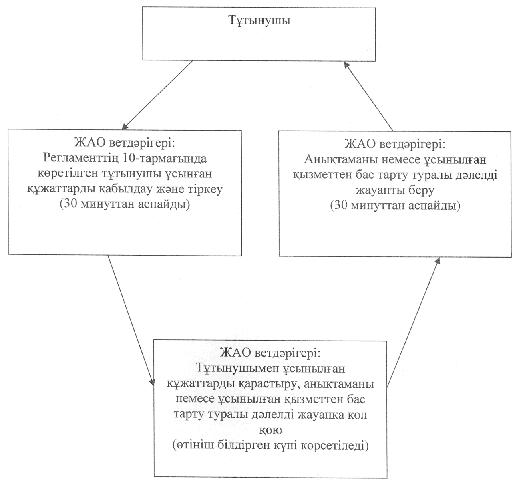 Тұтынушы
ЖАО ветдәрігері:
Регламенттің 10-тармағында
көрсетілген тұтынушы ұсынған
құжаттарды қабылдау және тіркеу
(30 минуттан аспайды)
ЖАО ветдәрігері:
Анықтаманы немесе ұсынылған
қызметтен бас тарту туралы дәлелді
жауапты беру
(30 минуттан аспайды)
ЖАО ветдәрігері:
Тұтынушымен ұсынылған
құжаттарды қарастыру, анықтаманы
немесе ұсынылған қызметтен бас
тарту туралы дәлелді жауапқа қол
қою
(өтініш білдірген күні көрсетіледі)